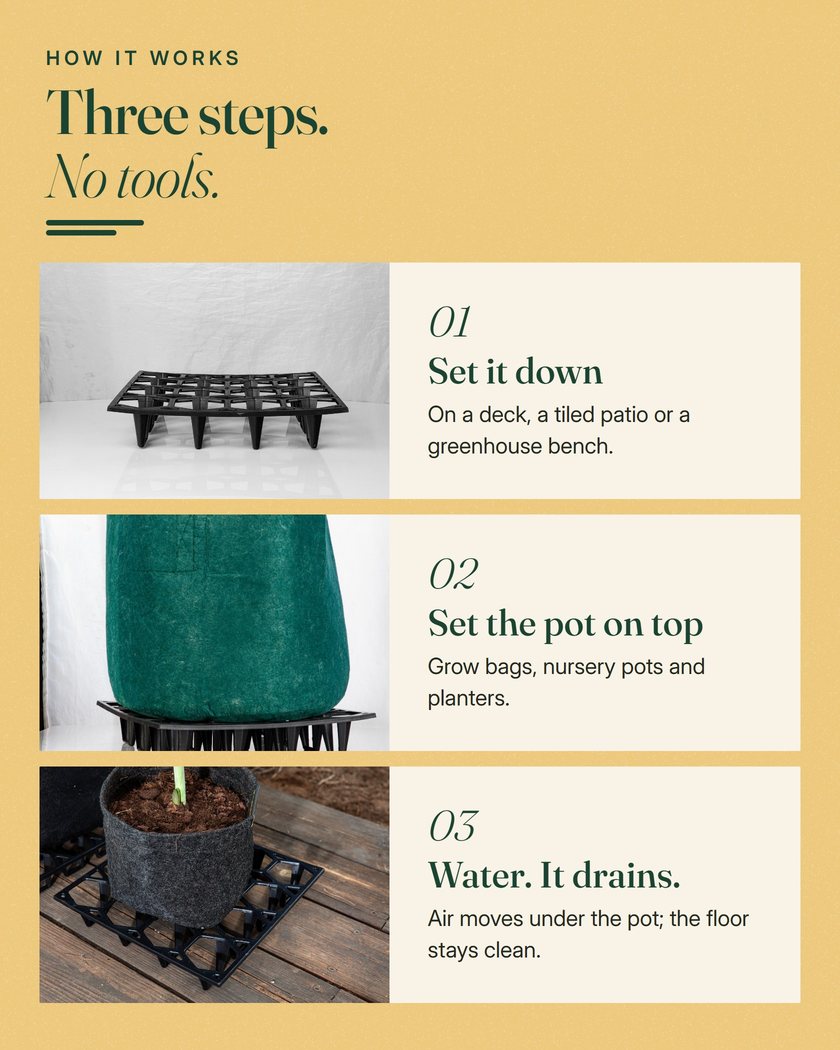 HOW IT WORKS
Three steps.
No tools.
01
Set it down
On a deck, a tiled patio or a
greenhouse bench.
02
Set the pot on top
Grow bags, nursery pots and
planters.
03
Water. It drains.
Air moves under the pot; the floor
stays clean.